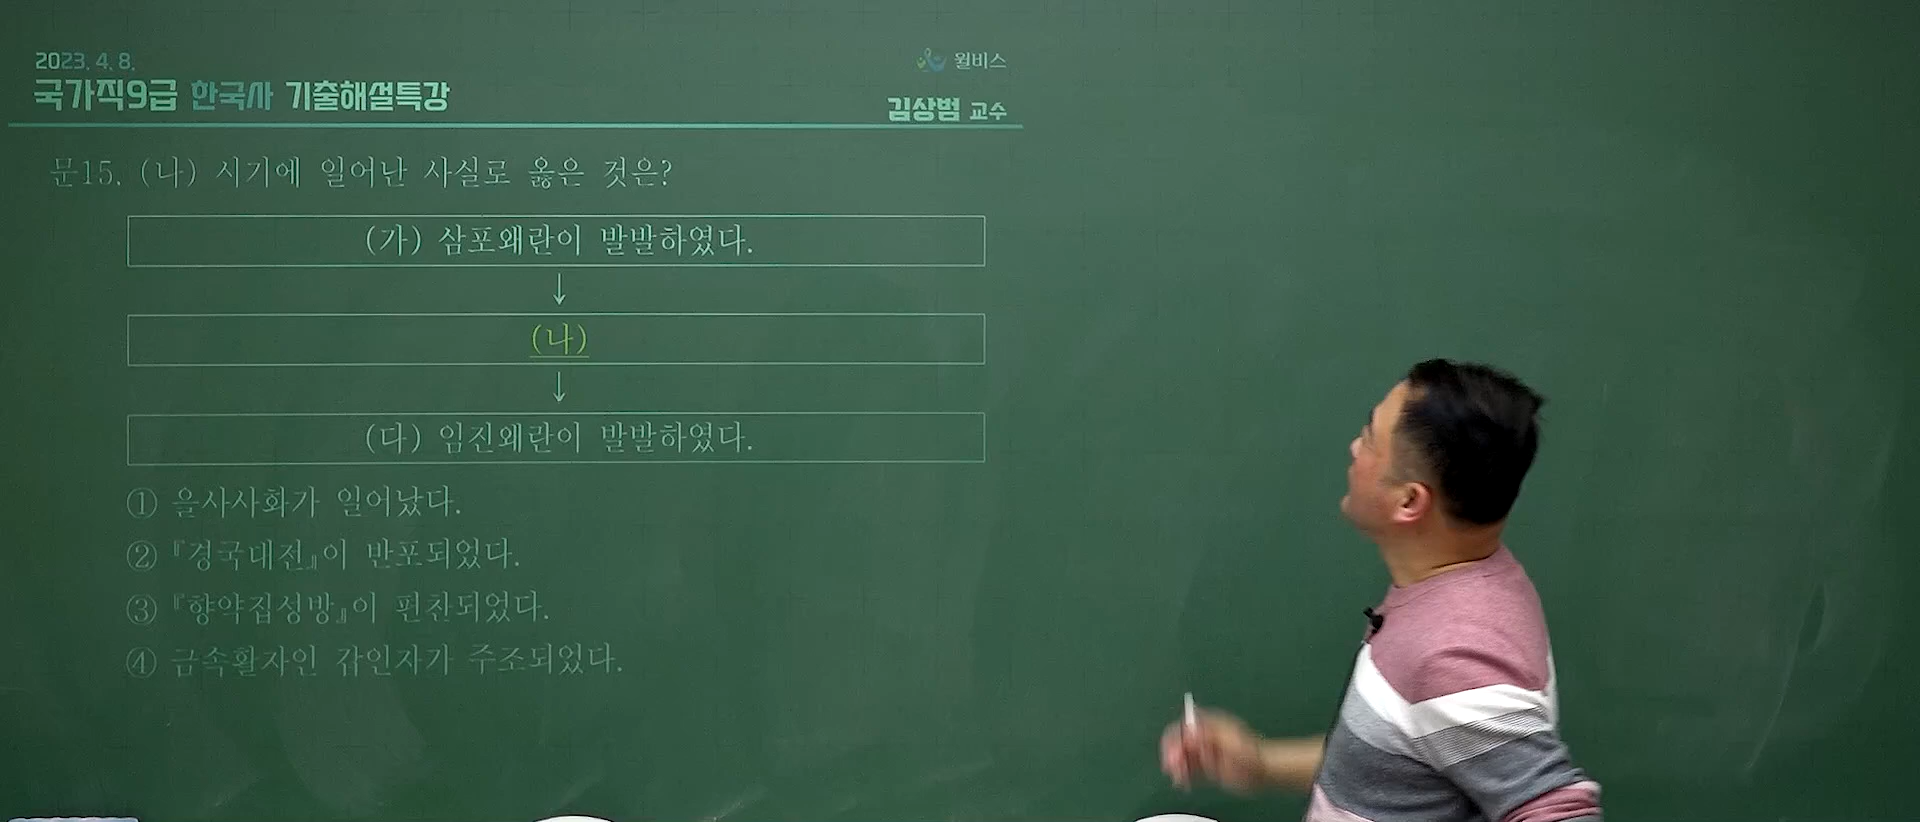 2023. 4. 8.
국가직9급 한국사 기출해설특강
윌비스
김상범 교수
문15. (나) 시기에 일어난 사실로 옳은 것은?
(가) 삼포왜란이 발발하였다.
↓
(나)
↓
(다) 임진왜란이 발발하였다.
① 을사사화가 일어났다.
② 『경국대전』이 반포되었다.
③ 『향약집성방』이 편찬되었다.
④ 금속활자인 갑인자가 주조되었다.